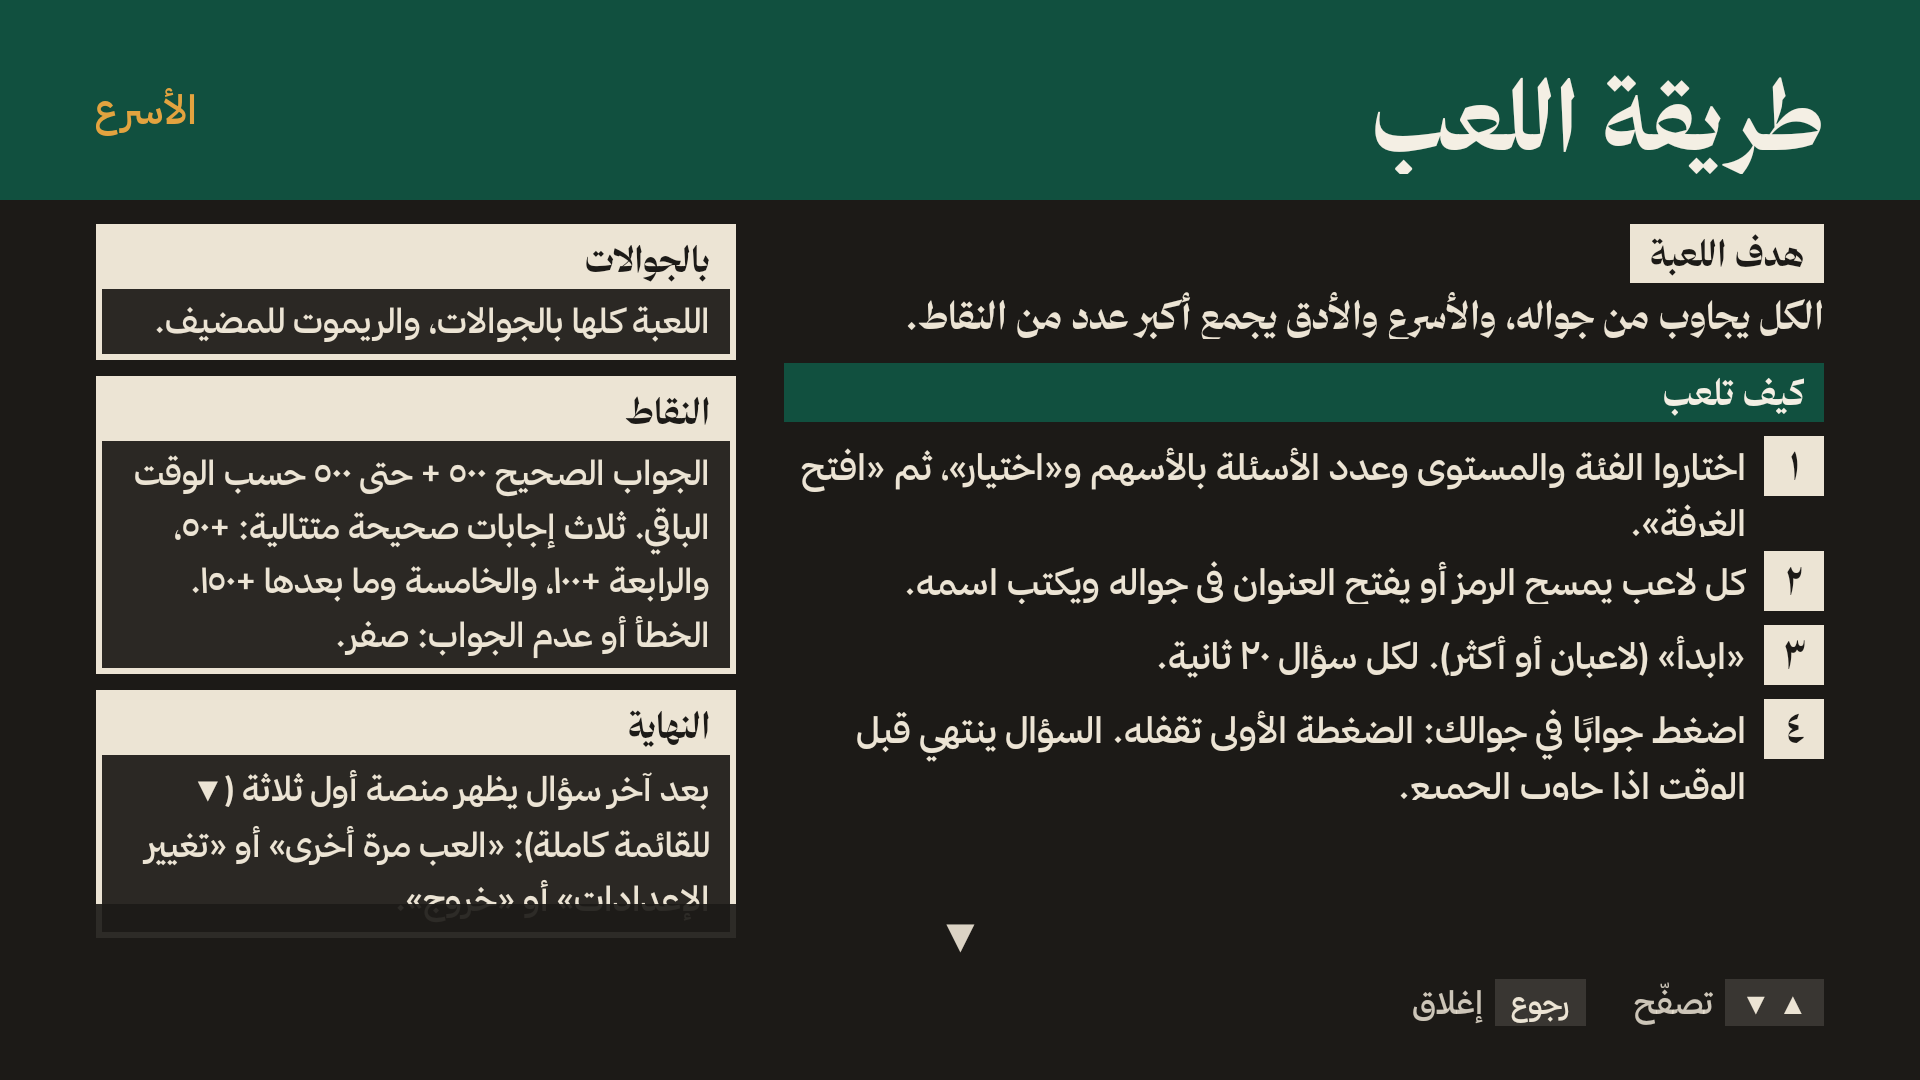 طريقة اللعب
الأسرع
هدف اللعبة
الكل يجاوب من جواله، والأسرع والأدق يجمع أكبر عدد من النقاط.
كيف تلعب
١
اختاروا الفئة والمستوى وعدد الأسئلة بالأسهم و«اختيار»، ثم «افتح
الغرفة».
٢
كل لاعب يمسح الرمز أو يفتح العنوان في جواله ويكتب اسمه.
٣
«ابدأ» (لاعبان أو أكثر). لكل سؤال ٢٠ ثانية.
٤
اضغط جوابًا في جوالك: الضغطة الأولى تقفله. السؤال ينتهي قبل
الوقت إذا جاوب الجميع.
بالجوالات
اللعبة كلها بالجوالات، والريموت للمضيف.
النقاط
الجواب الصحيح ٥٠٠ + حتى ٥٠٠ حسب الوقت
الباقي. ثلاث إجابات صحيحة متتالية: +٥٠،
والرابعة +١٠٠، والخامسة وما بعدها +١٥٠.
الخطأ أو عدم الجواب: صفر.
النهاية
بعد آخر سؤال يظهر منصة أول ثلاثة (▼
للقائمة كاملة): «العب مرة أخرى» أو «تغيير
الإعدادات» أو «خروج».
▼
▲ ▼ تصفّح
رجوع إغلاق